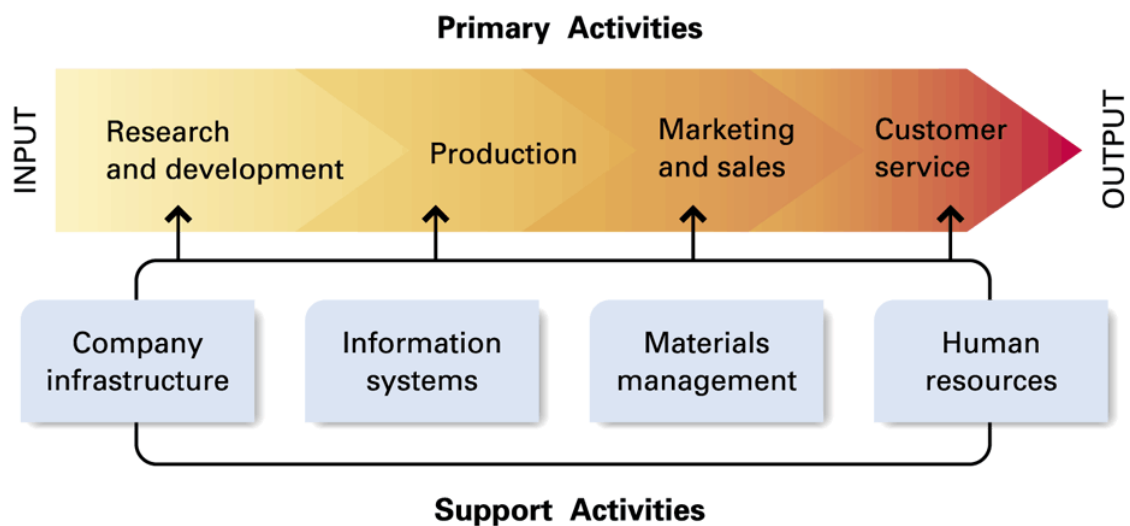 Primary Activities
INPUT
Research
and development
Production
Marketing
and sales
Customer
service
OUTPUT
Company
infrastructure
Information
systems
Materials
management
Human
resources
Support Activities